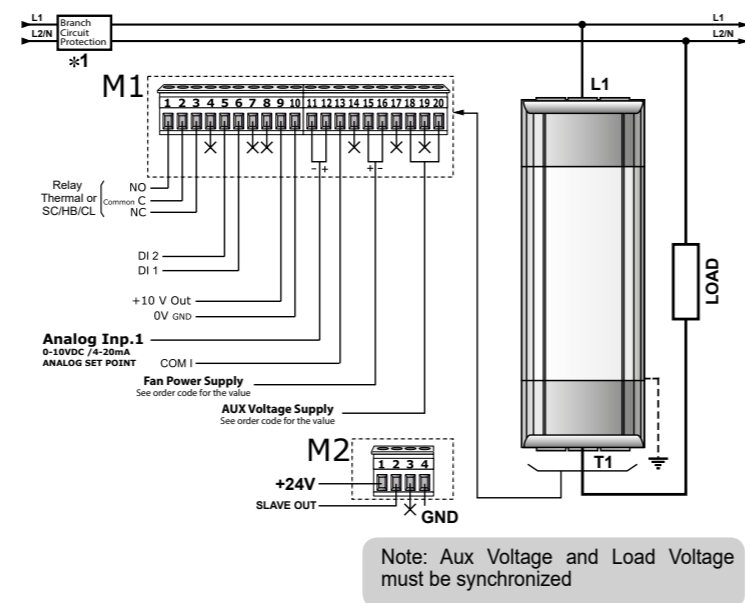 L1
L2/N
Branch
Circuit
Protection
*1
L1
L2/N
M1
1 2 3 4 5 6 7 8 9 10 11 12 13 14 15 16 17 18 19 20
L1
- +
+ -
Relay
Thermal or
SC/HB/CL
NO
Common C
NC
DI 2
DI 1
+10 V Out
0V GND
Analog Inp.1
0-10VDC /4-20mA
ANALOG SET POINT
COM I
Fan Power Supply
See order code for the value
AUX Voltage Supply
See order code for the value
LOAD
M2
1 2 3 4
+24V
SLAVE OUT
GND
T1
Note: Aux Voltage and Load Voltage
must be synchronized